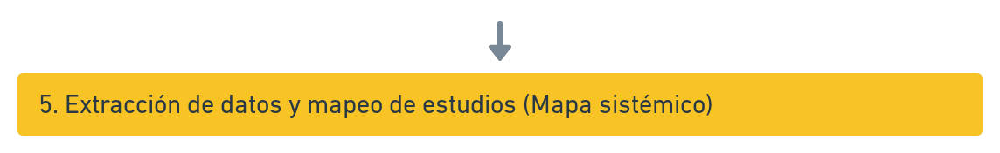 5. Extracción de datos y mapeo de estudios (Mapa sistémico)